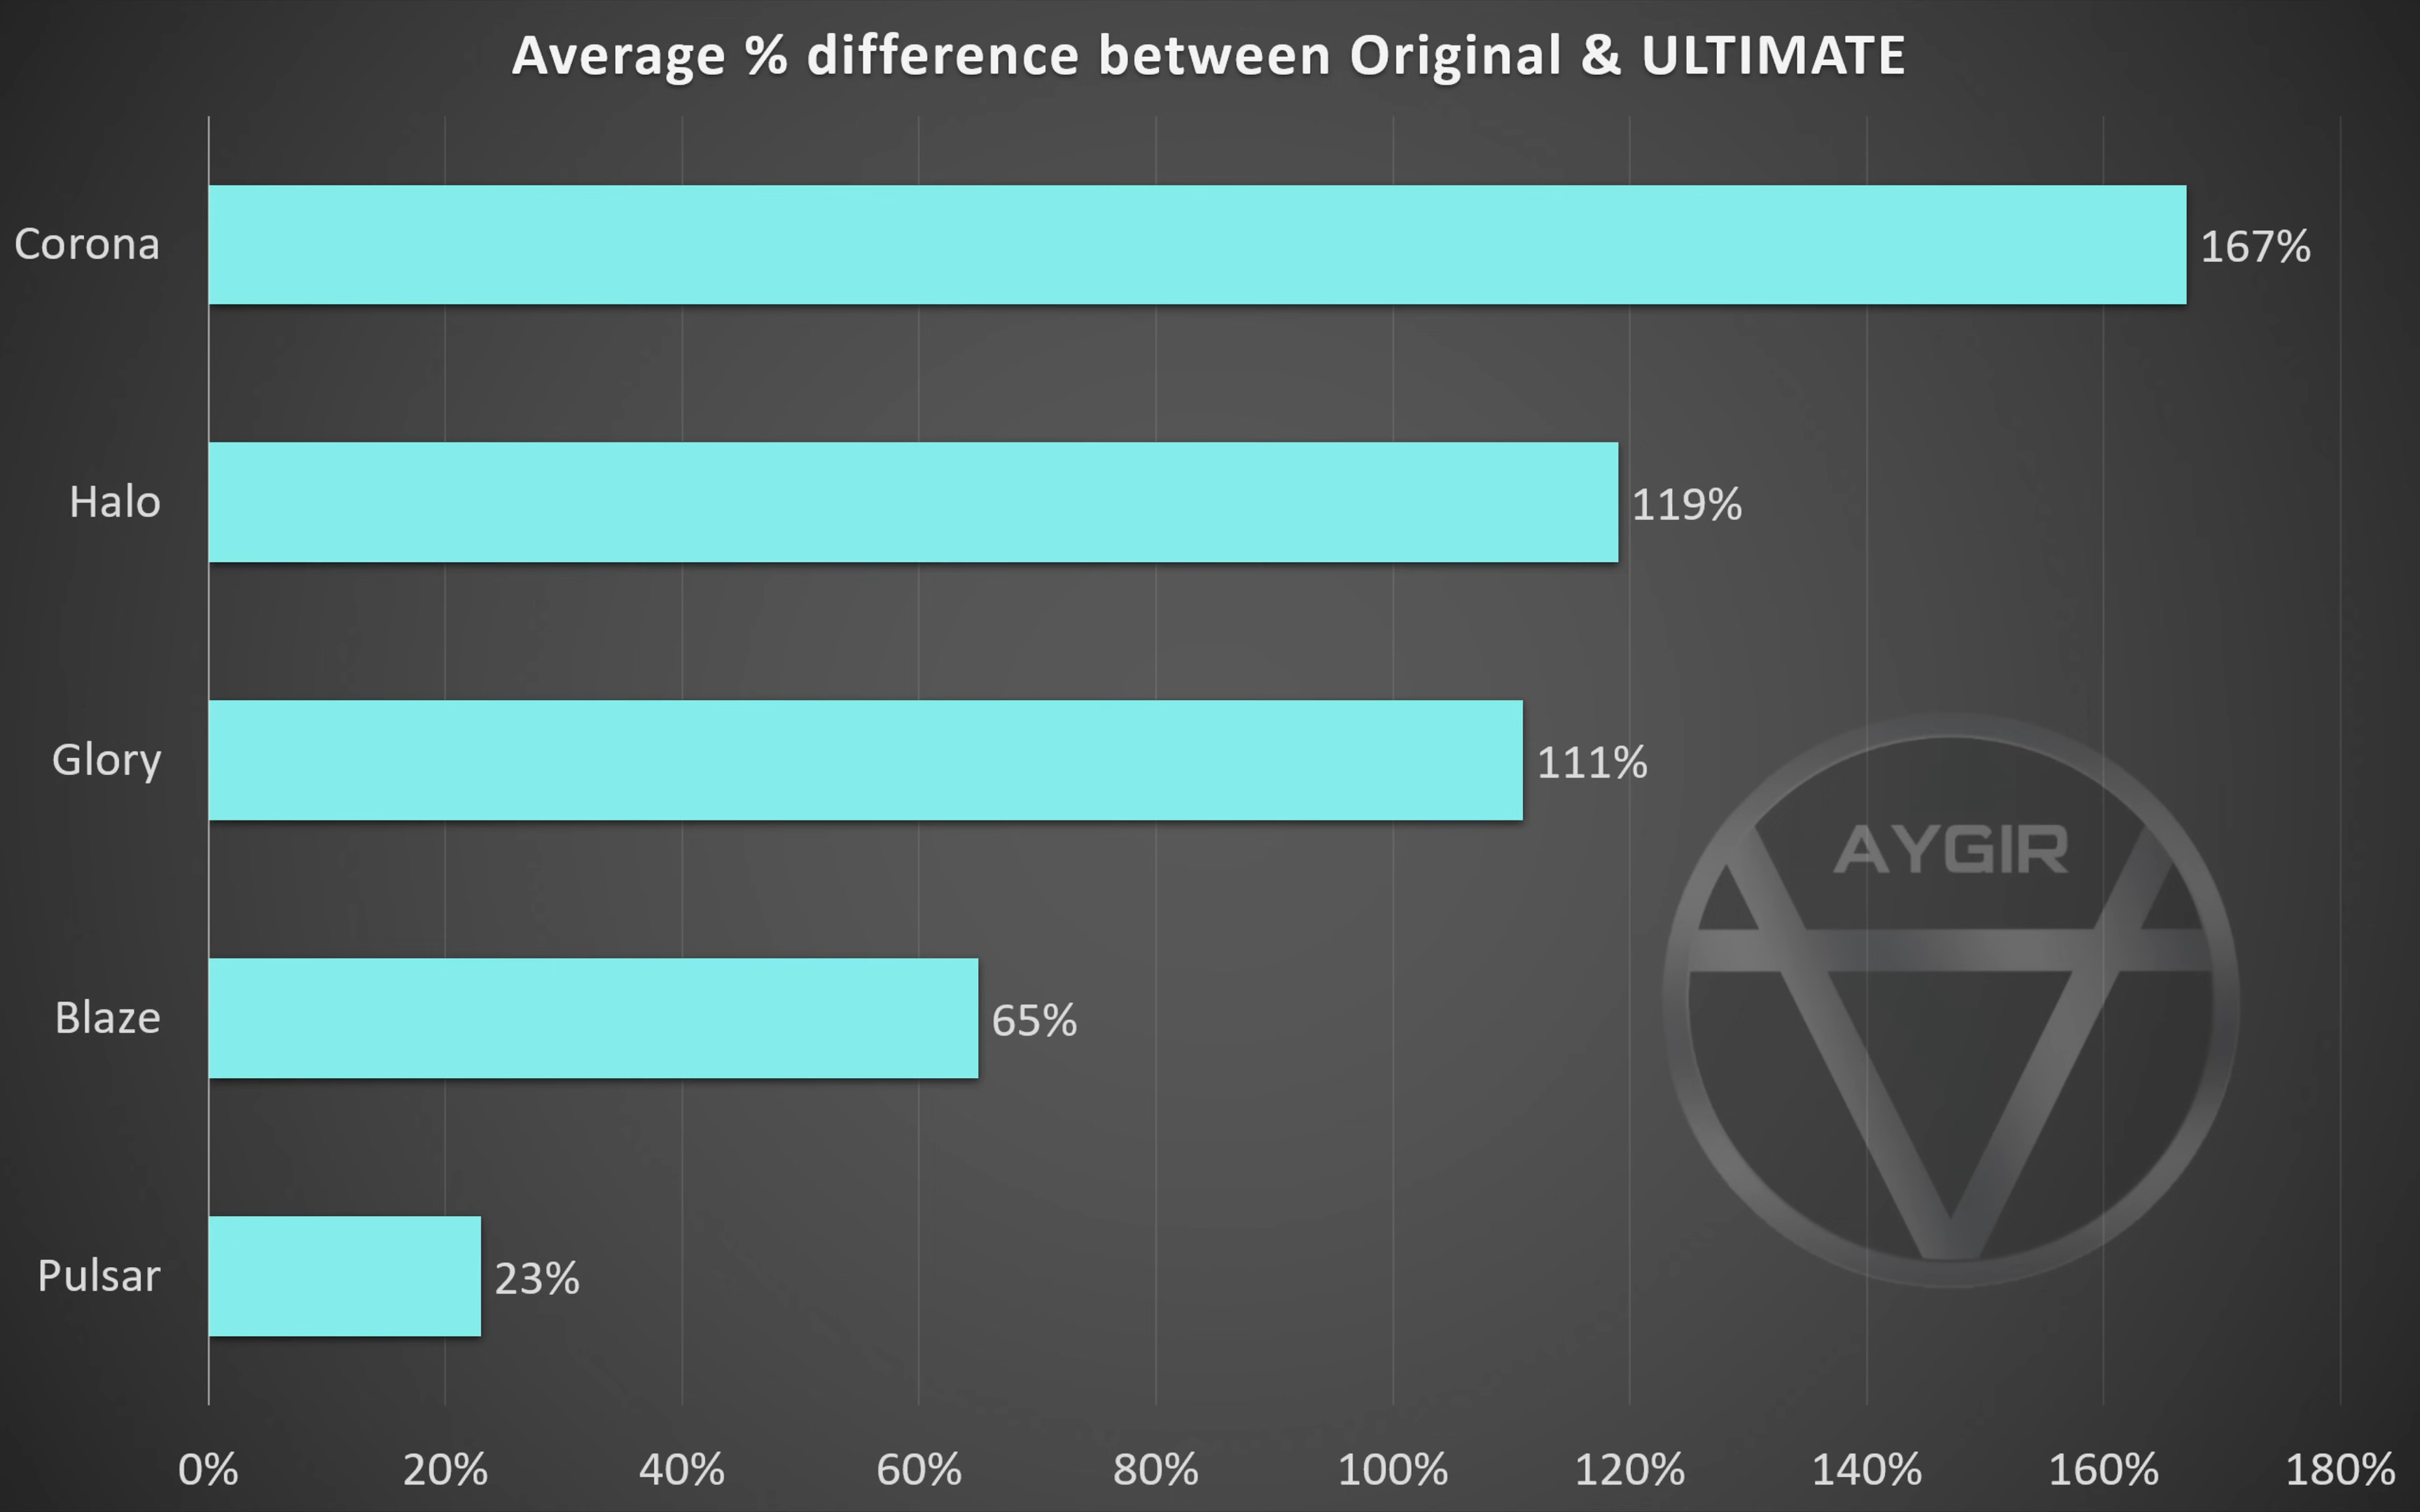 Average % difference between Original & ULTIMATE
Corona
167%
Halo
119%
Glory
111%
AYGIR
Blaze
65%
Pulsar
23%
0% 20% 40% 60% 80% 100% 120% 140% 160% 180%